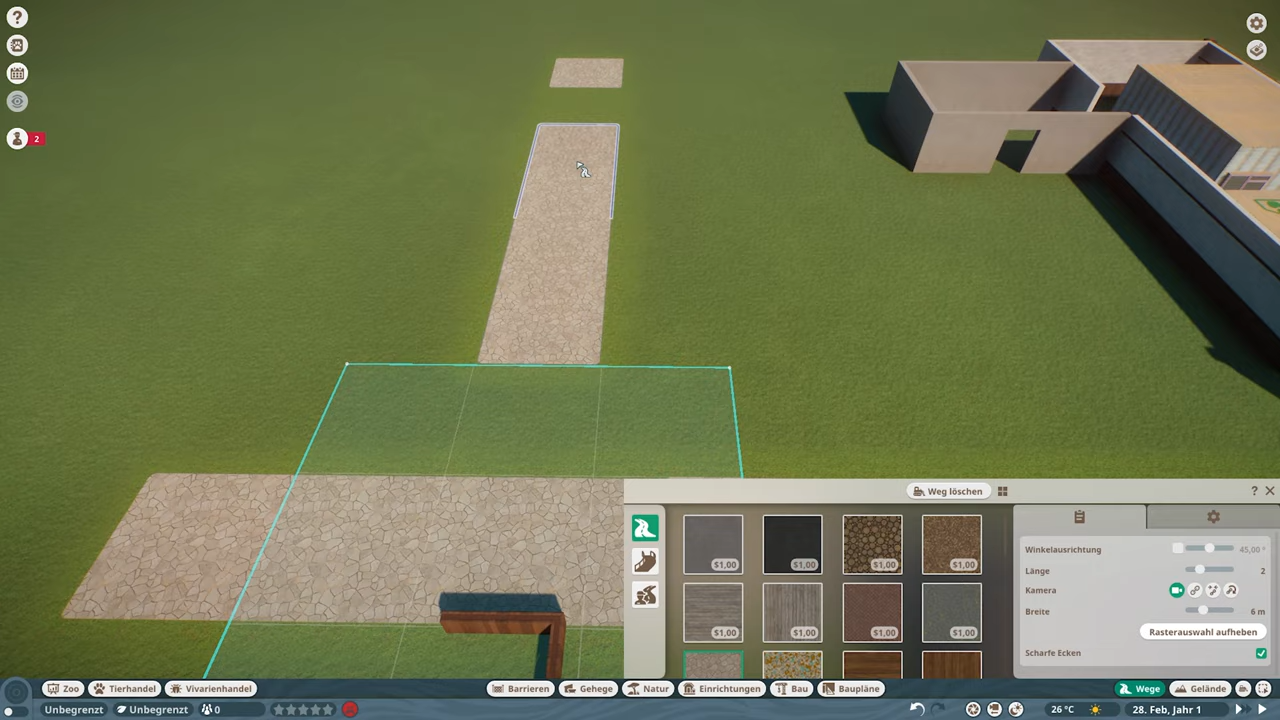 ?
2
Weg löschen
?
$1,00 $1,00 $1,00 $1,00
$1,00 $1,00 $1,00 $1,00
Winkelausrichtung 45,00°
Länge 2
Kamera
Breite 6 m
Rasterauswahl aufheben
Scharfe Ecken
Zoo Tierhandel Vivarienhandel Barrieren Gehege Natur Einrichtungen Bau Baupläne Wege Gelände
Unbegrenzt Unbegrenzt 0 26 °C 28. Feb, Jahr 1